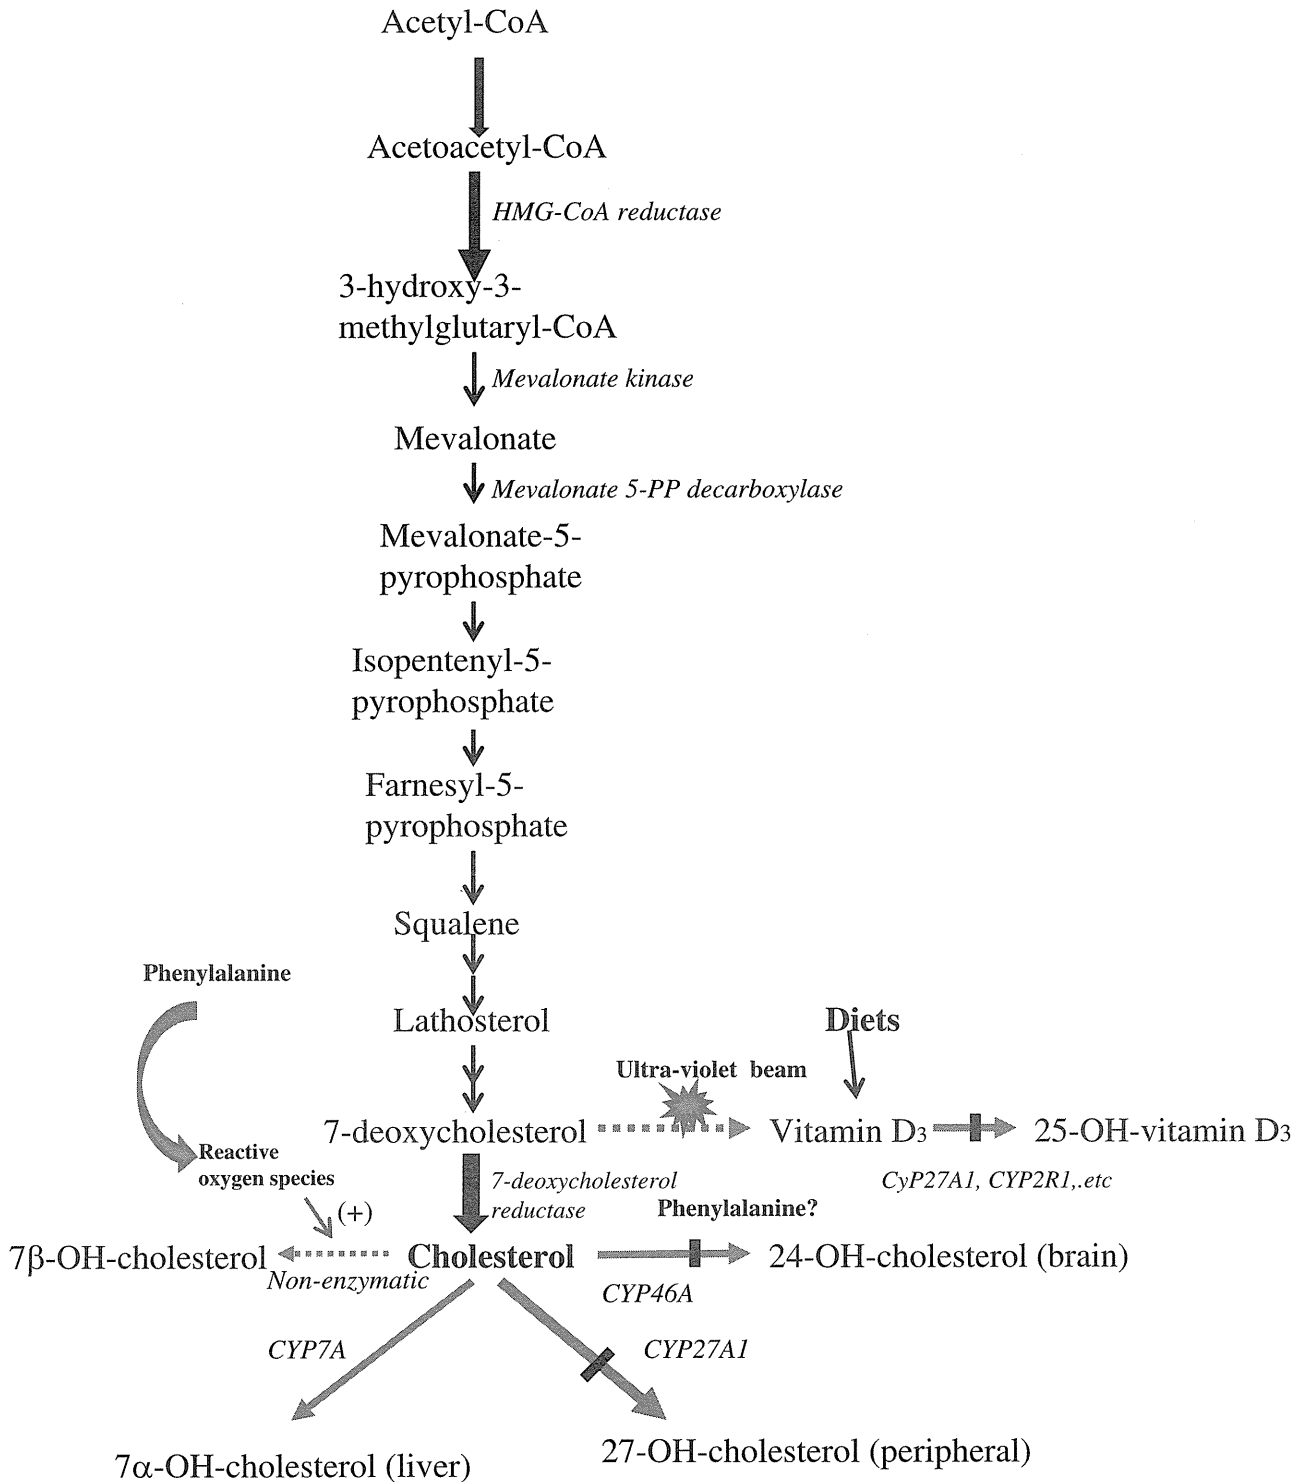 Acetyl-CoA
Acetoacetyl-CoA
HMG-CoA reductase
3-hydroxy-3-
methylglutaryl-CoA
Mevalonate kinase
Mevalonate
Mevalonate 5-PP decarboxylase
Mevalonate-5-
pyrophosphate
Isopentenyl-5-
pyrophosphate
Farnesyl-5-
pyrophosphate
Squalene
Phenylalanine
Lathosterol
Diets
Ultra-violet beam
7-deoxycholesterol
Vitamin D3
25-OH-vitamin D3
Reactive
oxygen species
7-deoxycholesterol
reductase
CyP27A1, CYP2R1,.etc
Phenylalanine?
(+)
7β-OH-cholesterol
Non-enzymatic
Cholesterol
24-OH-cholesterol (brain)
CYP46A
CYP7A
CYP27A1
7α-OH-cholesterol (liver)
27-OH-cholesterol (peripheral)